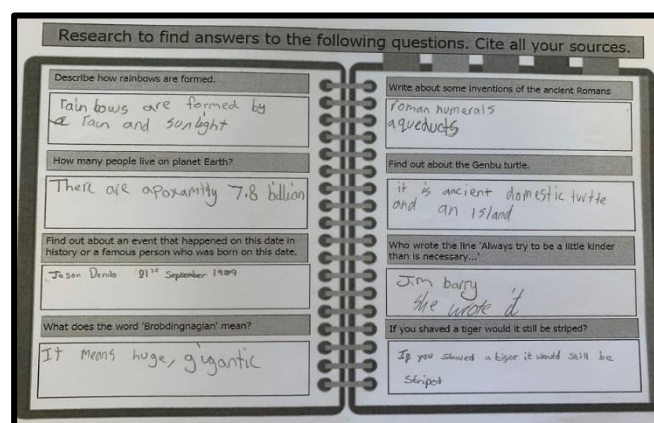 Research to find answers to the following questions. Cite all your sources.
Describe how rainbows are formed.
rain bows are formed by
a rain and sunlight
How many people live on planet Earth?
There are apoxamtly 7.8 billion
Find out about an event that happened on this date in
history or a famous person who was born on this date.
Jason Derulo 21st September 1989
What does the word 'Brobdingnagian' mean?
It means huge, gigantic
Write about some inventions of the ancient Romans
roman numerals
aqueducts
Find out about the Genbu turtle.
it is ancient domestic turtle
and an island
Who wrote the line 'Always try to be a little kinder
than is necessary...'
Jim barry
She wrote it
If you shaved a tiger would it still be striped?
If you shaved a tiger it would still be
Striped